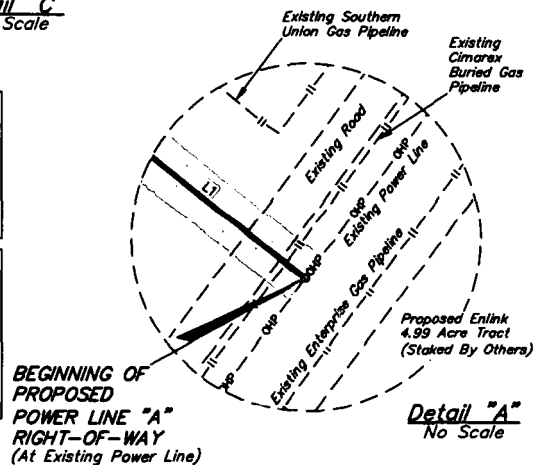 Detail "C"
Scale
Existing Southern
Union Gas Pipeline
Existing
Cimarex
Buried Gas
Pipeline
Existing Road
OHP
Existing Power Line
OHP
L1
OHP
OHP
Existing Enterprise Gas Pipeline
HP
Proposed Enlink
4.99 Acre Tract
(Staked By Others)
BEGINNING OF
PROPOSED
POWER LINE "A"
RIGHT-OF-WAY
(At Existing Power Line)
Detail "A"
No Scale